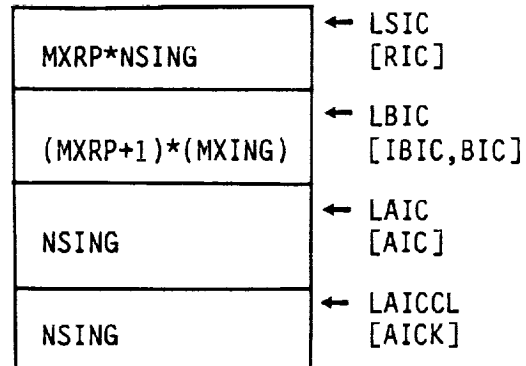 ← LSIC
MXRP*NSING [RIC]
← LBIC
(MXRP+1)*(MXING) [IBIC,BIC]
← LAIC
NSING [AIC]
← LAICCL
NSING [AICK]